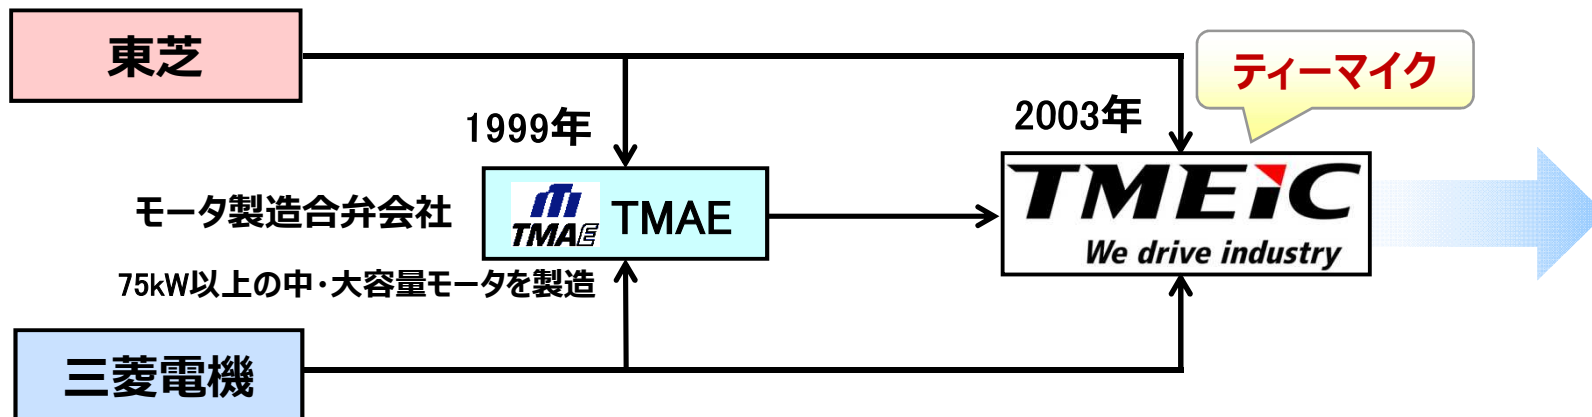 東芝
ティーマイク
1999年
2003年
モータ製造合弁会社
TMAE TMAE
TMEiC
We drive industry
75kW以上の中・大容量モータを製造
三菱電機